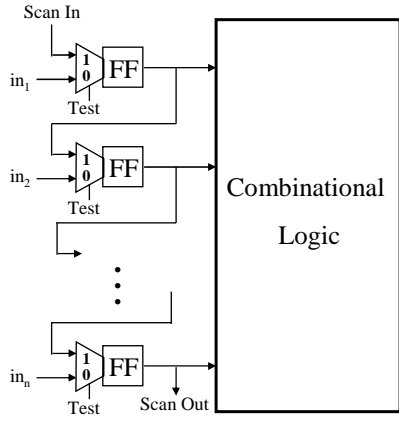 Scan In
1
0
FF
in1
Test
1
0
FF
in2
Test
Combinational
Logic
1
0
FF
inn
Test
Scan Out